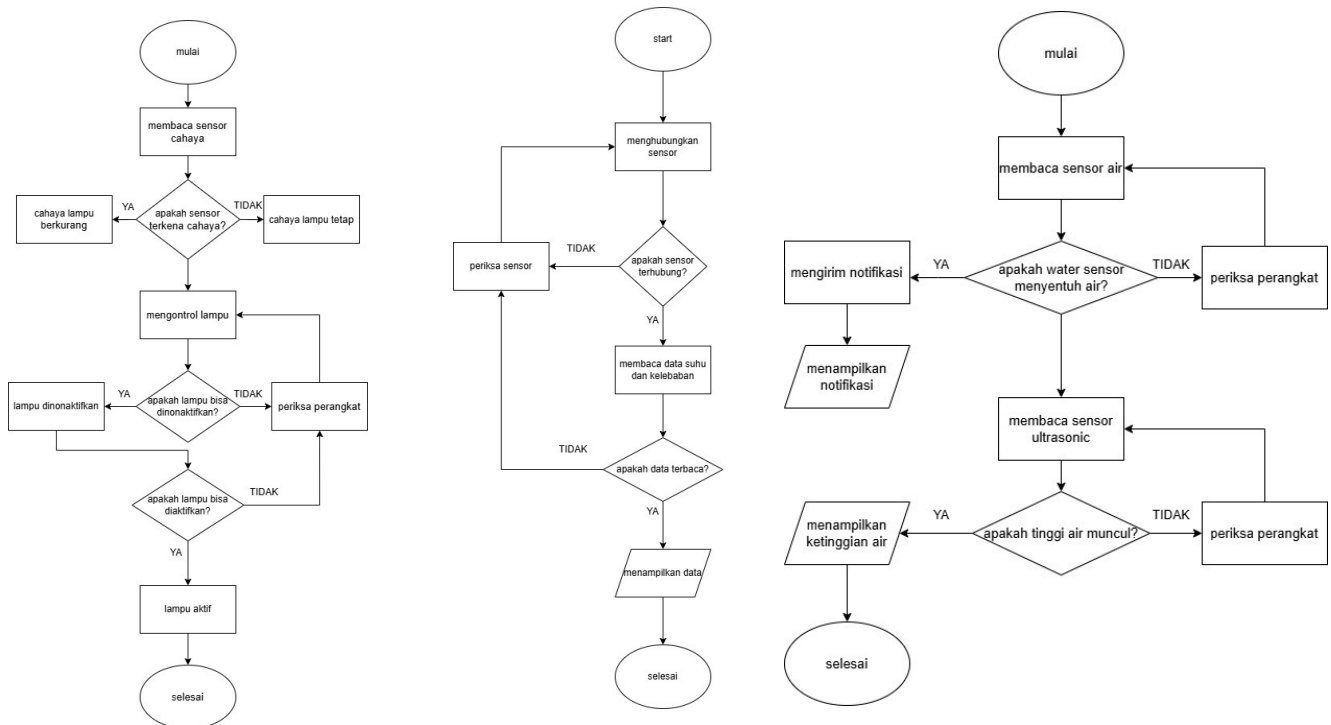 mulai
membaca sensor
cahaya
apakah sensor
terkena cahaya?
YA
TIDAK
cahaya lampu
berkurang
cahaya lampu tetap
mengontrol lampu
apakah lampu bisa
dinonaktifkan?
YA
TIDAK
lampu dinonaktifkan
periksa perangkat
apakah lampu bisa
diaktifkan?
TIDAK
YA
lampu aktif
selesai
start
menghubungkan
sensor
apakah sensor
terhubung?
TIDAK
periksa sensor
YA
membaca data suhu
dan kelebaban
apakah data terbaca?
TIDAK
YA
menampilkan data
selesai
mulai
membaca sensor air
apakah water sensor
menyentuh air?
YA
TIDAK
mengirim notifikasi
periksa perangkat
menampilkan
notifikasi
membaca sensor
ultrasonic
apakah tinggi air muncul?
YA
TIDAK
menampilkan
ketinggian air
periksa perangkat
selesai